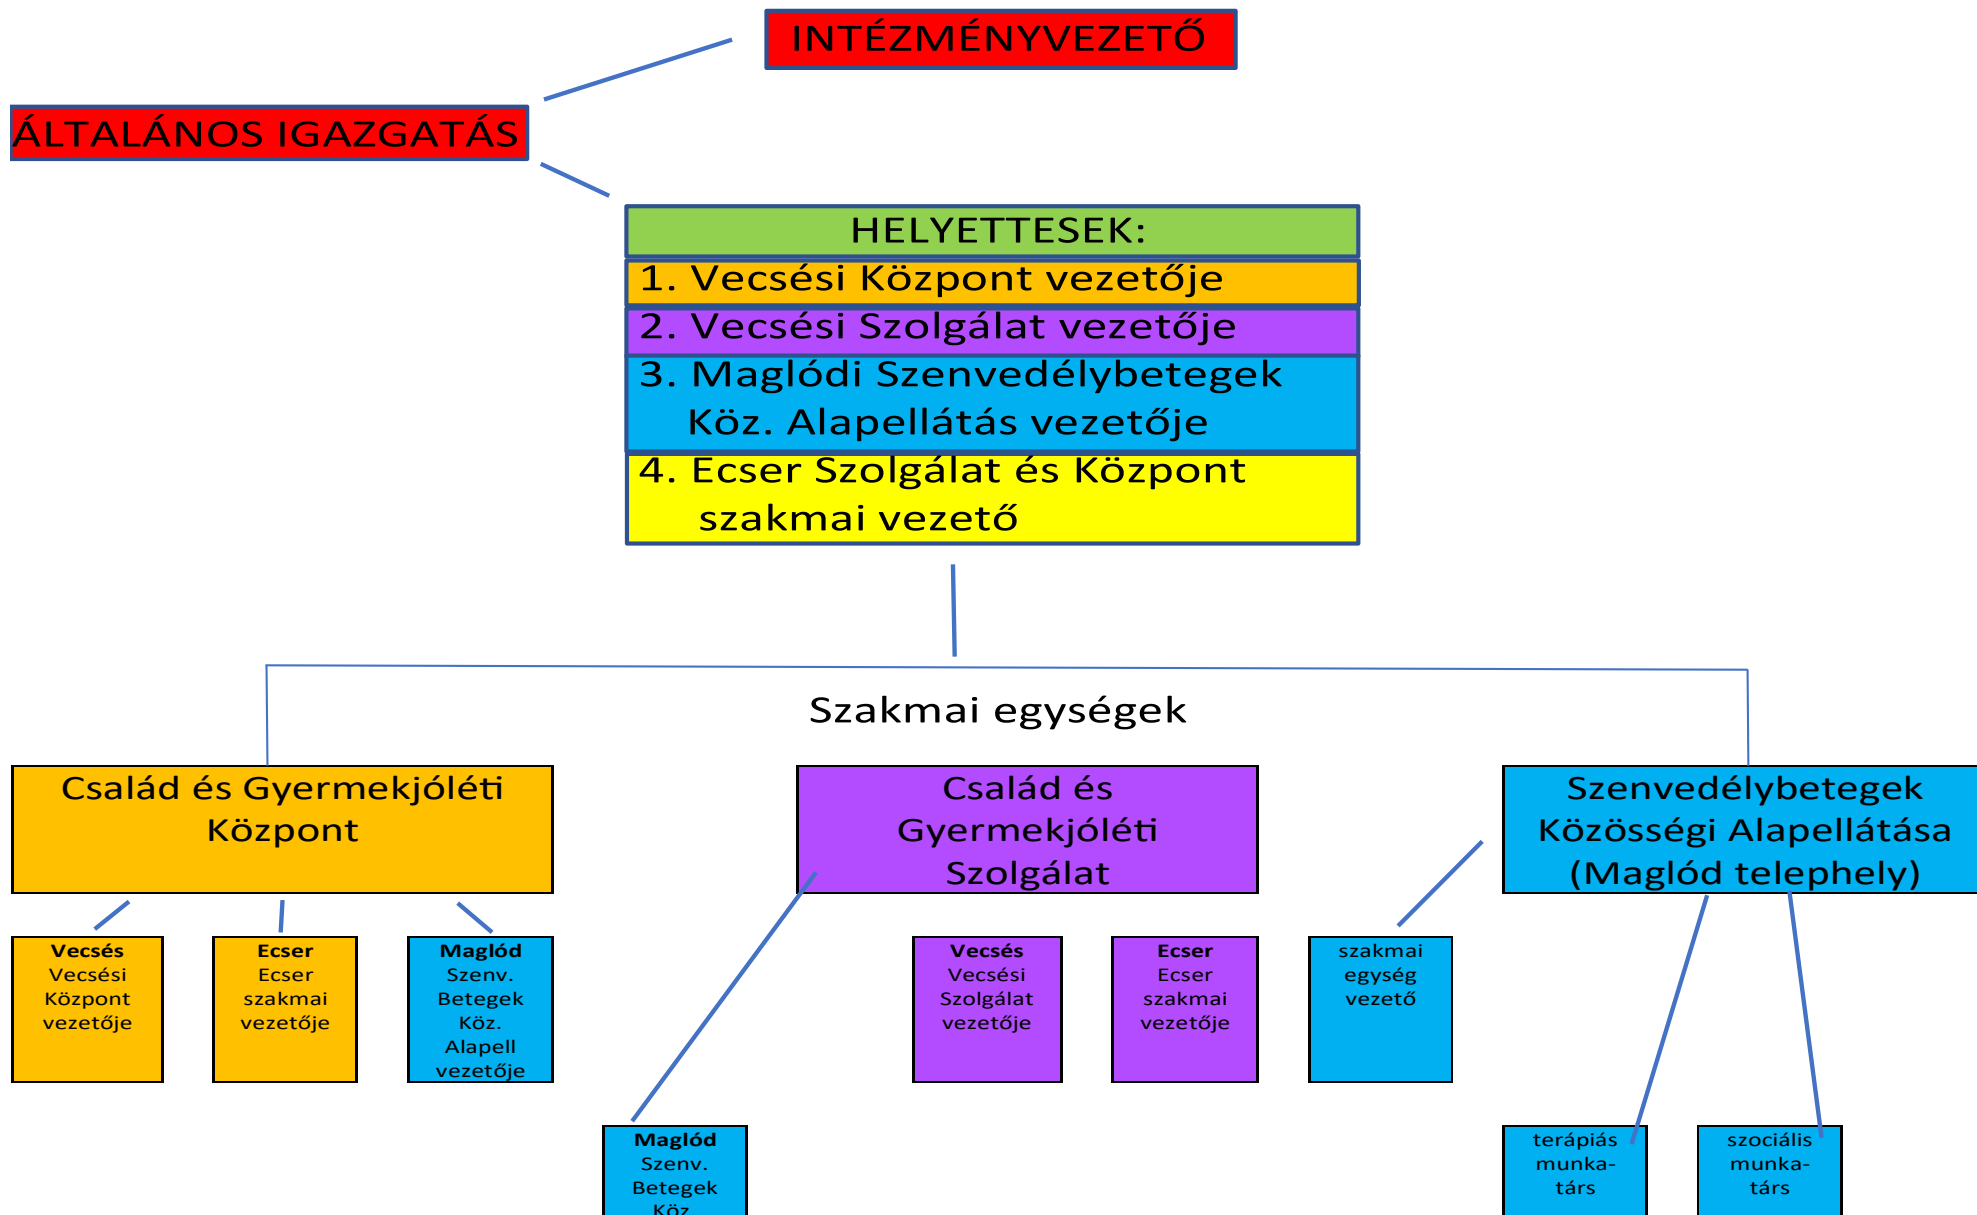 INTÉZMÉNYVEZETŐ
ÁLTALÁNOS IGAZGATÁS
HELYETTESEK:
1. Vecsési Központ vezetője
2. Vecsési Szolgálat vezetője
3. Maglódi Szenvedélybetegek
Köz. Alapellátás vezetője
4. Ecser Szolgálat és Központ
szakmai vezető
Szakmai egységek
Család és Gyermekjóléti
Központ
Család és
Gyermekjóléti
Szolgálat
Szenvedélybetegek
Közösségi Alapellátása
(Maglód telephely)
Vecsés
Vecsési
Központ
vezetője
Ecser
Ecser
szakmai
vezetője
Maglód
Szenv.
Betegek
Köz.
Alapell
vezetője
Vecsés
Vecsési
Szolgálat
vezetője
Ecser
Ecser
szakmai
vezetője
szakmai
egység
vezető
Maglód
Szenv.
Betegek
Köz.
terápiás
munka-
társ
szociális
munka-
társ